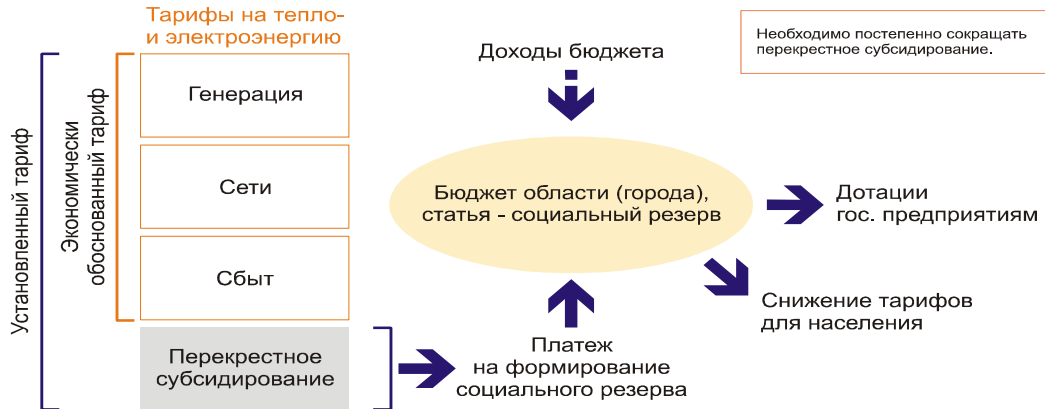 Тарифы на тепло-
и электроэнергию
Установленный тариф
Экономически
обоснованный тариф
Генерация
Сети
Сбыт
Перекрестное
субсидирование
Доходы бюджета
Бюджет области (города),
статья - социальный резерв
Платеж
на формирование
социального резерва
Необходимо постепенно сокращать
перекрестное субсидирование.
Дотации
гос. предприятиям
Снижение тарифов
для населения